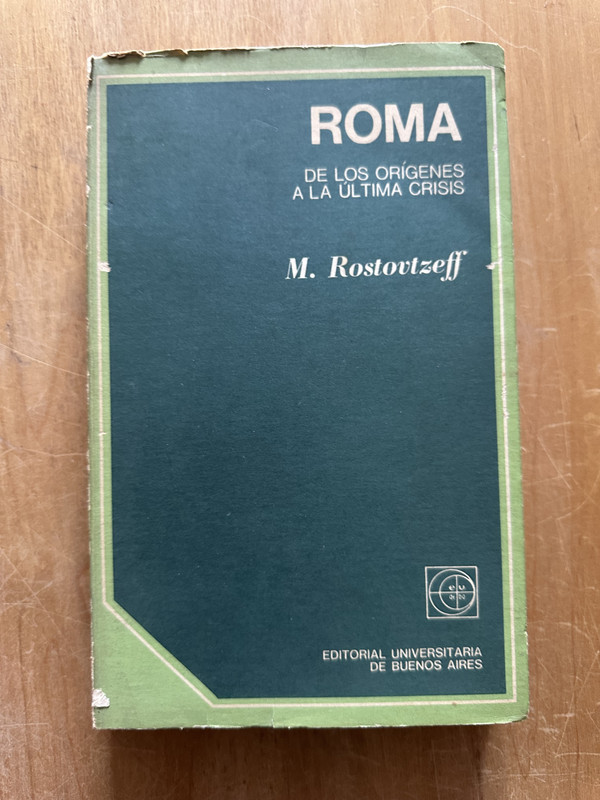 ROMA
DE LOS ORÍGENES
A LA ÚLTIMA CRISIS
M. Rostovtzeff
EDITORIAL UNIVERSITARIA
DE BUENOS AIRES